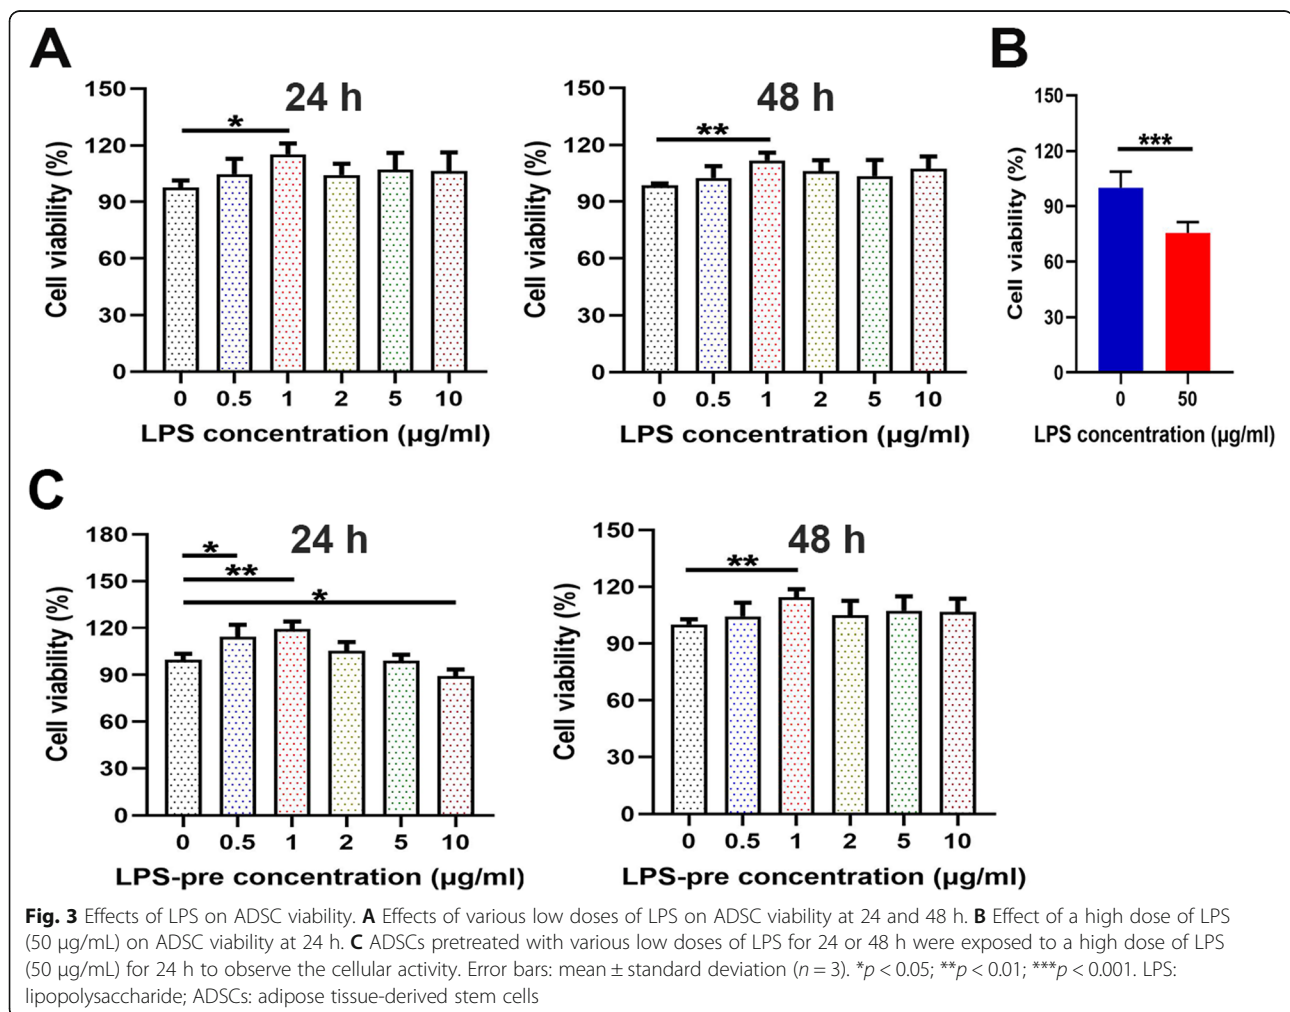 A
B
24 h
48 h
150
120
90
60
30
0
Cell viability (%)
*
0 0.5 1 2 5 10
LPS concentration (µg/ml)
150
120
90
60
30
0
Cell viability (%)
**
0 0.5 1 2 5 10
LPS concentration (µg/ml)
150
120
90
60
30
0
Cell viability (%)
***
0 50
LPS concentration (µg/ml)
C
24 h
48 h
180
150
120
90
60
30
0
Cell viability (%)
*
**
*
0 0.5 1 2 5 10
LPS-pre concentration (µg/ml)
150
120
90
60
30
0
Cell viability (%)
**
0 0.5 1 2 5 10
LPS-pre concentration (µg/ml)
Fig. 3 Effects of LPS on ADSC viability. A Effects of various low doses of LPS on ADSC viability at 24 and 48 h. B Effect of a high dose of LPS
(50 µg/mL) on ADSC viability at 24 h. C ADSCs pretreated with various low doses of LPS for 24 or 48 h were exposed to a high dose of LPS
(50 µg/mL) for 24 h to observe the cellular activity. Error bars: mean ± standard deviation (n = 3). *p < 0.05; **p < 0.01; ***p < 0.001. LPS:
lipopolysaccharide; ADSCs: adipose tissue-derived stem cells